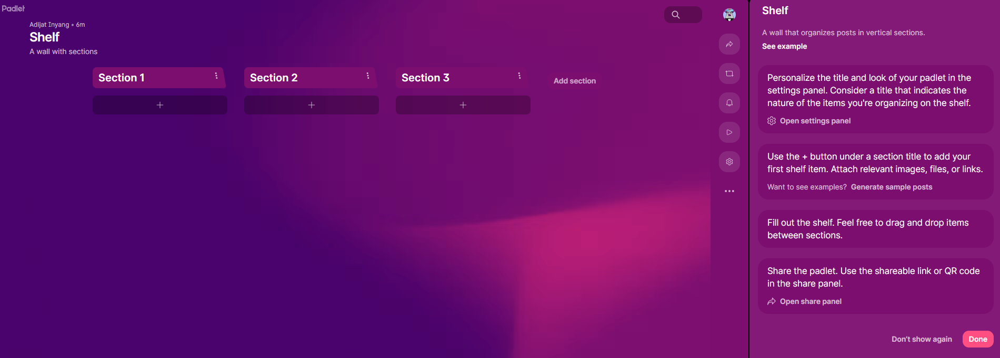 Padlet
Adijat Inyang • 6m
Shelf
A wall with sections
Section 1
Section 2
Section 3
Add section
Shelf
A wall that organizes posts in vertical sections.
See example
Personalize the title and look of your padlet in the
settings panel. Consider a title that indicates the
nature of the items you're organizing on the shelf.
Open settings panel
Use the + button under a section title to add your
first shelf item. Attach relevant images, files, or links.
Want to see examples? Generate sample posts
Fill out the shelf. Feel free to drag and drop items
between sections.
Share the padlet. Use the shareable link or QR code
in the share panel.
Open share panel
Don't show again
Done